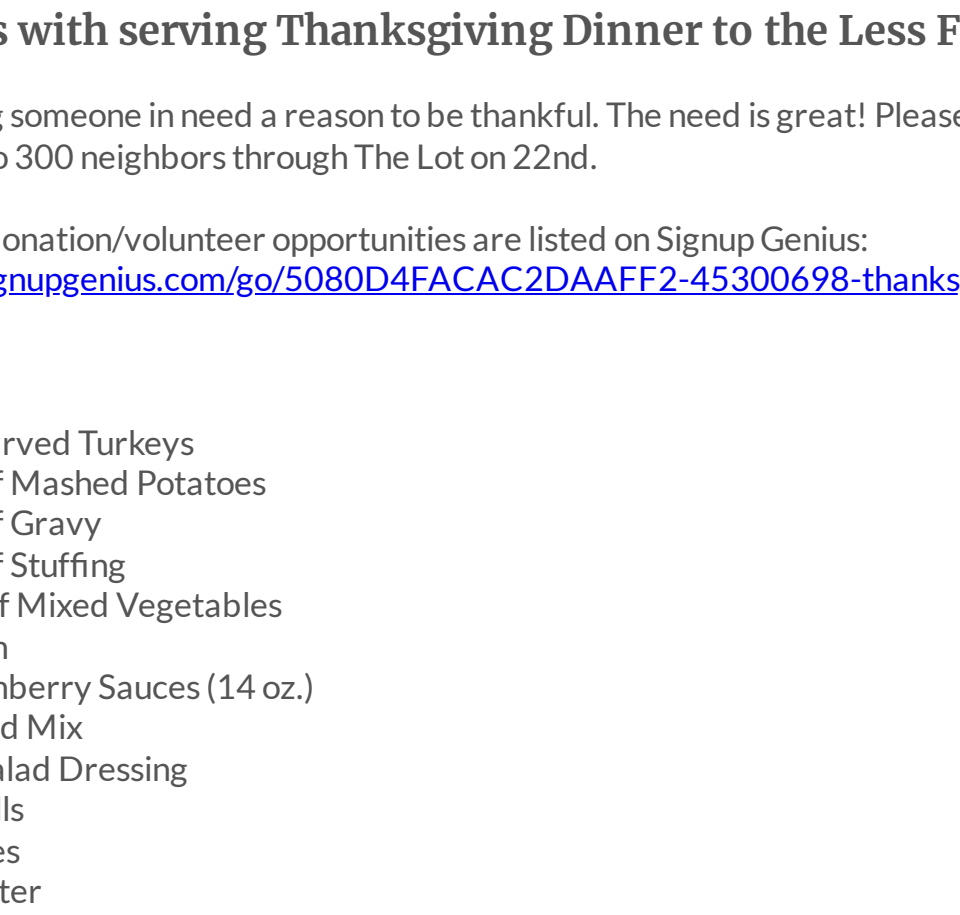 s with serving Thanksgiving Dinner to the Less F
g someone in need a reason to be thankful. The need is great! Please
o 300 neighbors through The Lot on 22nd.
onation/volunteer opportunities are listed on Signup Genius:
gnupgenius.com/go/5080D4FACAC2DAAFF2-45300698-thanks
rved Turkeys
f Mashed Potatoes
f Gravy
f Stuffing
f Mixed Vegetables
n
nberry Sauces (14 oz.)
d Mix
alad Dressing
lls
es
ter